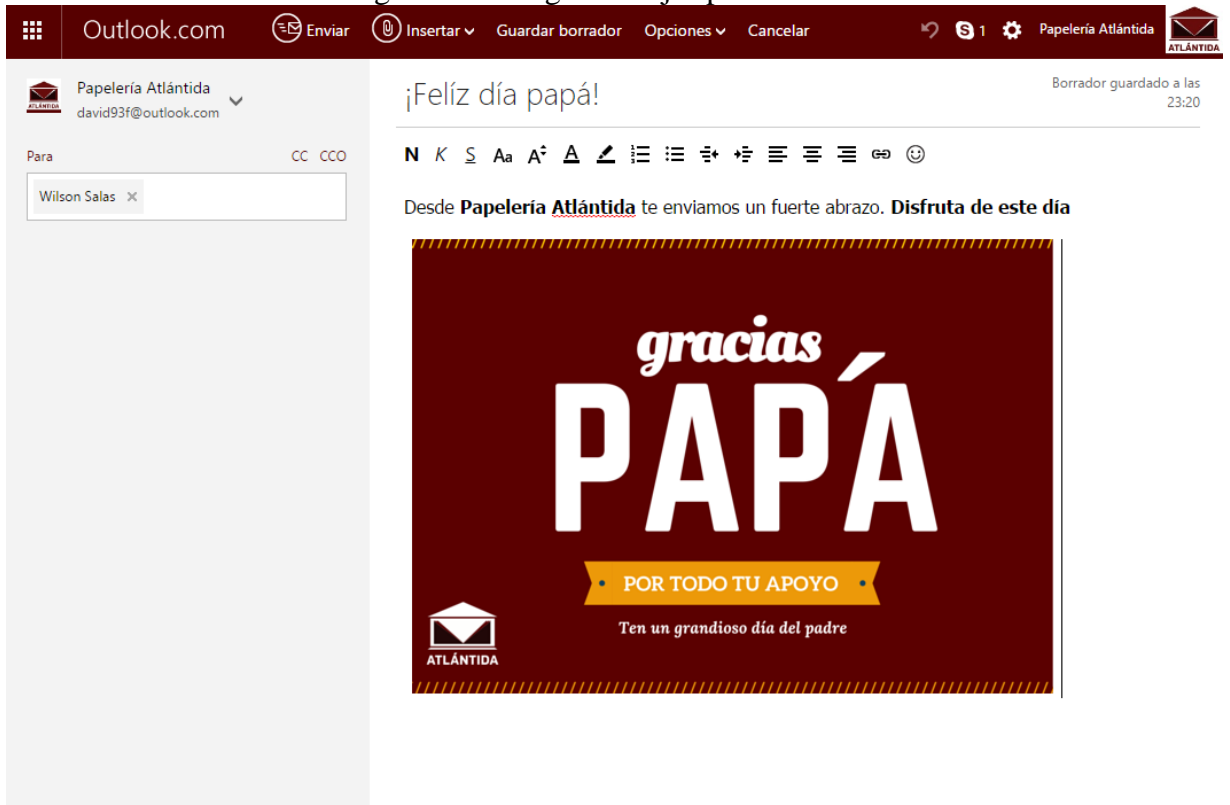 Outlook.com Enviar Insertar Guardar borrador Opciones Cancelar 1 Papelería Atlántida
ATLÁNTIDA
Papelería Atlántida
david93f@outlook.com
Para CC CCO
Wilson Salas
¡Felíz día papá!
Borrador guardado a las
23:20
N K S Aa A A
Desde Papelería Atlántida te enviamos un fuerte abrazo. Disfruta de este día
gracias
PAPÁ
POR TODO TU APOYO
Ten un grandioso día del padre
ATLÁNTIDA